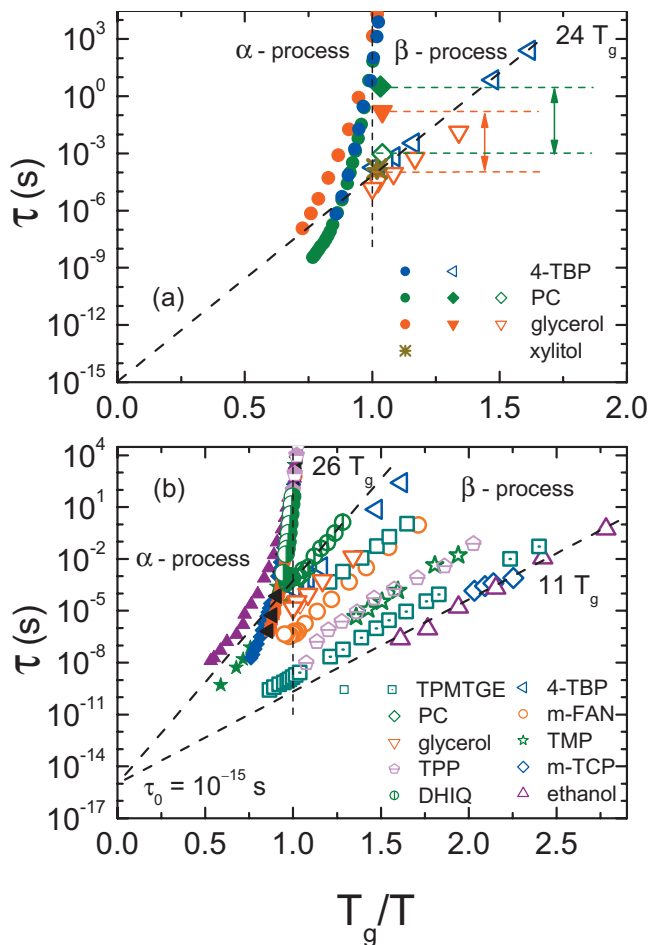 10³
10⁰
10⁻³
10⁻⁶
10⁻⁹
10⁻¹²
10⁻¹⁵
τ (s)
α - process
β - process
24 T_g
(a)
4-TBP
PC
glycerol
xylitol
0.0 0.5 1.0 1.5 2.0
10⁴
10¹
10⁻²
10⁻⁵
10⁻⁸
10⁻¹¹
10⁻¹⁴
10⁻¹⁷
τ (s)
(b)
26 T_g
β - process
α - process
11 T_g
TPMTGE
PC
glycerol
TPP
DHIQ
4-TBP
m-FAN
TMP
m-TCP
ethanol
τ₀ = 10⁻¹⁵ s
0.0 0.5 1.0 1.5 2.0 2.5
T_g/T